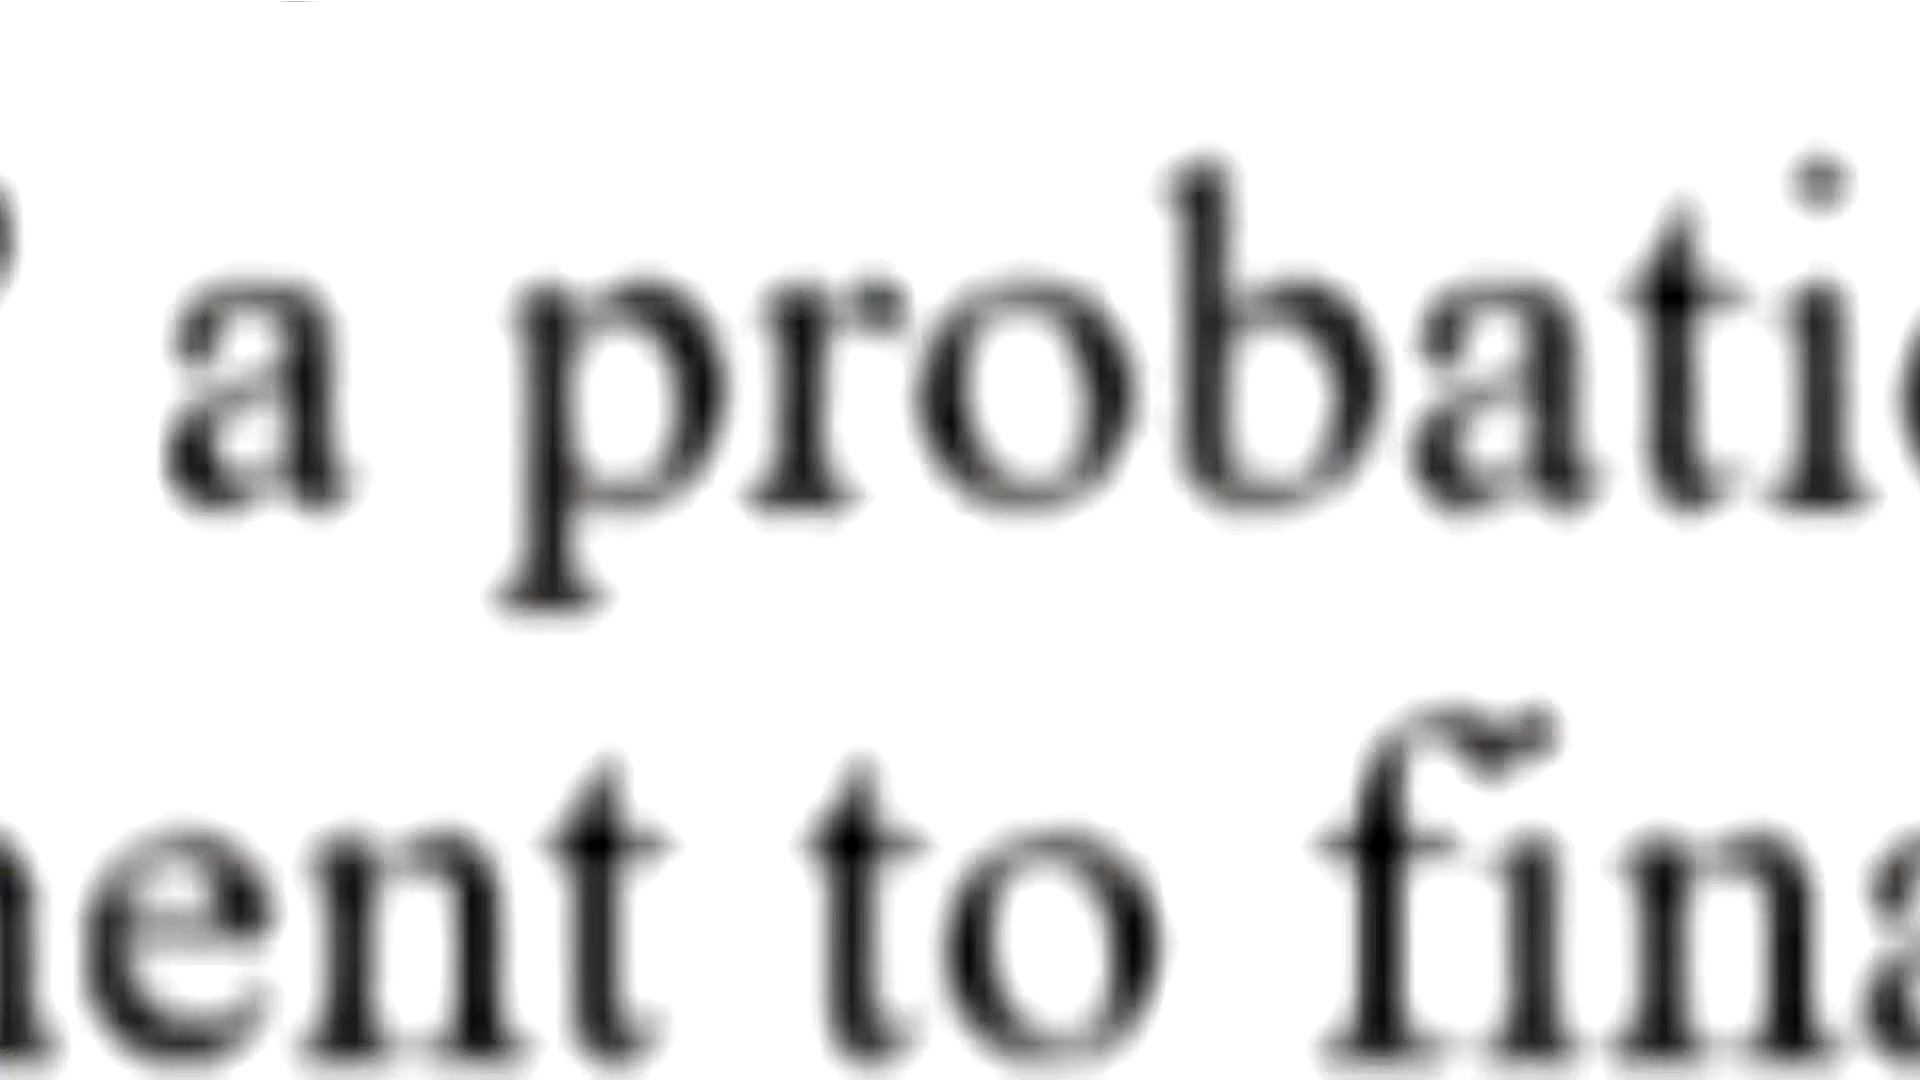 a probati
ent to fina